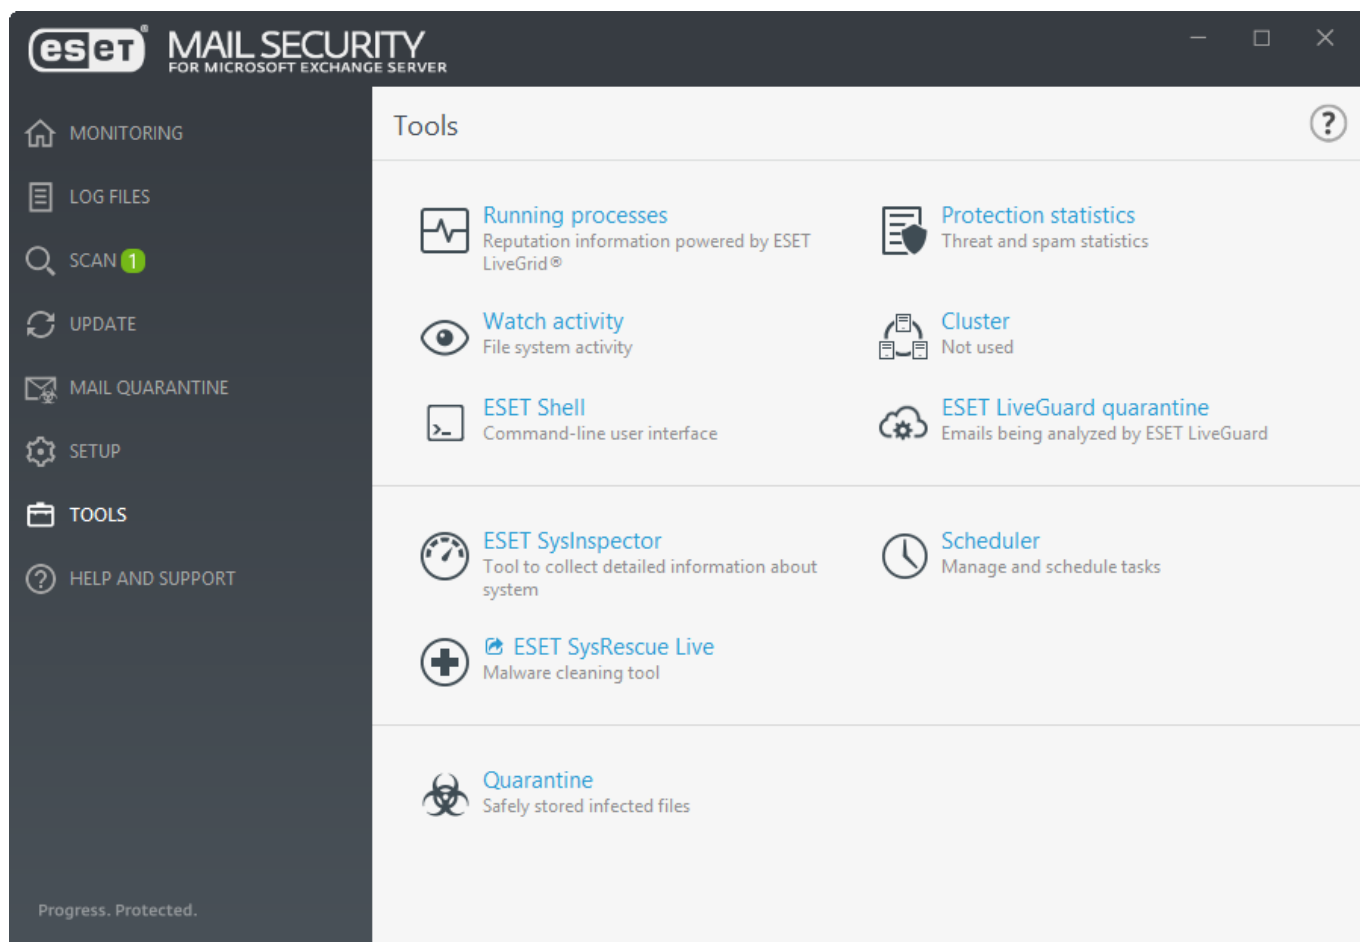 eset® MAIL SECURITY
FOR MICROSOFT EXCHANGE SERVER
MONITORING
LOG FILES
SCAN 1
UPDATE
MAIL QUARANTINE
SETUP
TOOLS
HELP AND SUPPORT
Progress. Protected.
Tools
?
Running processes
Reputation information powered by ESET
LiveGrid®
Protection statistics
Threat and spam statistics
Watch activity
File system activity
Cluster
Not used
ESET Shell
Command-line user interface
ESET LiveGuard quarantine
Emails being analyzed by ESET LiveGuard
ESET SysInspector
Tool to collect detailed information about
system
Scheduler
Manage and schedule tasks
ESET SysRescue Live
Malware cleaning tool
Quarantine
Safely stored infected files